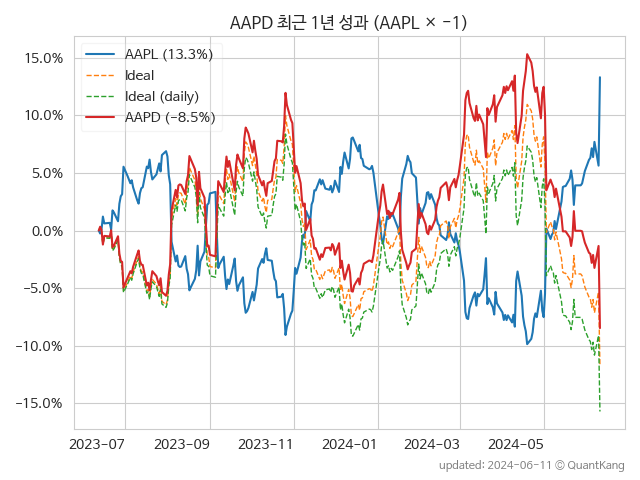 AAPD 최근 1년 성과 (AAPL × −1)
AAPL (13.3%)
Ideal
Ideal (daily)
AAPD (−8.5%)
15.0%
10.0%
5.0%
0.0%
−5.0%
−10.0%
−15.0%
2023-07 2023-09 2023-11 2024-01 2024-03 2024-05
updated: 2024-06-11 © QuantKang